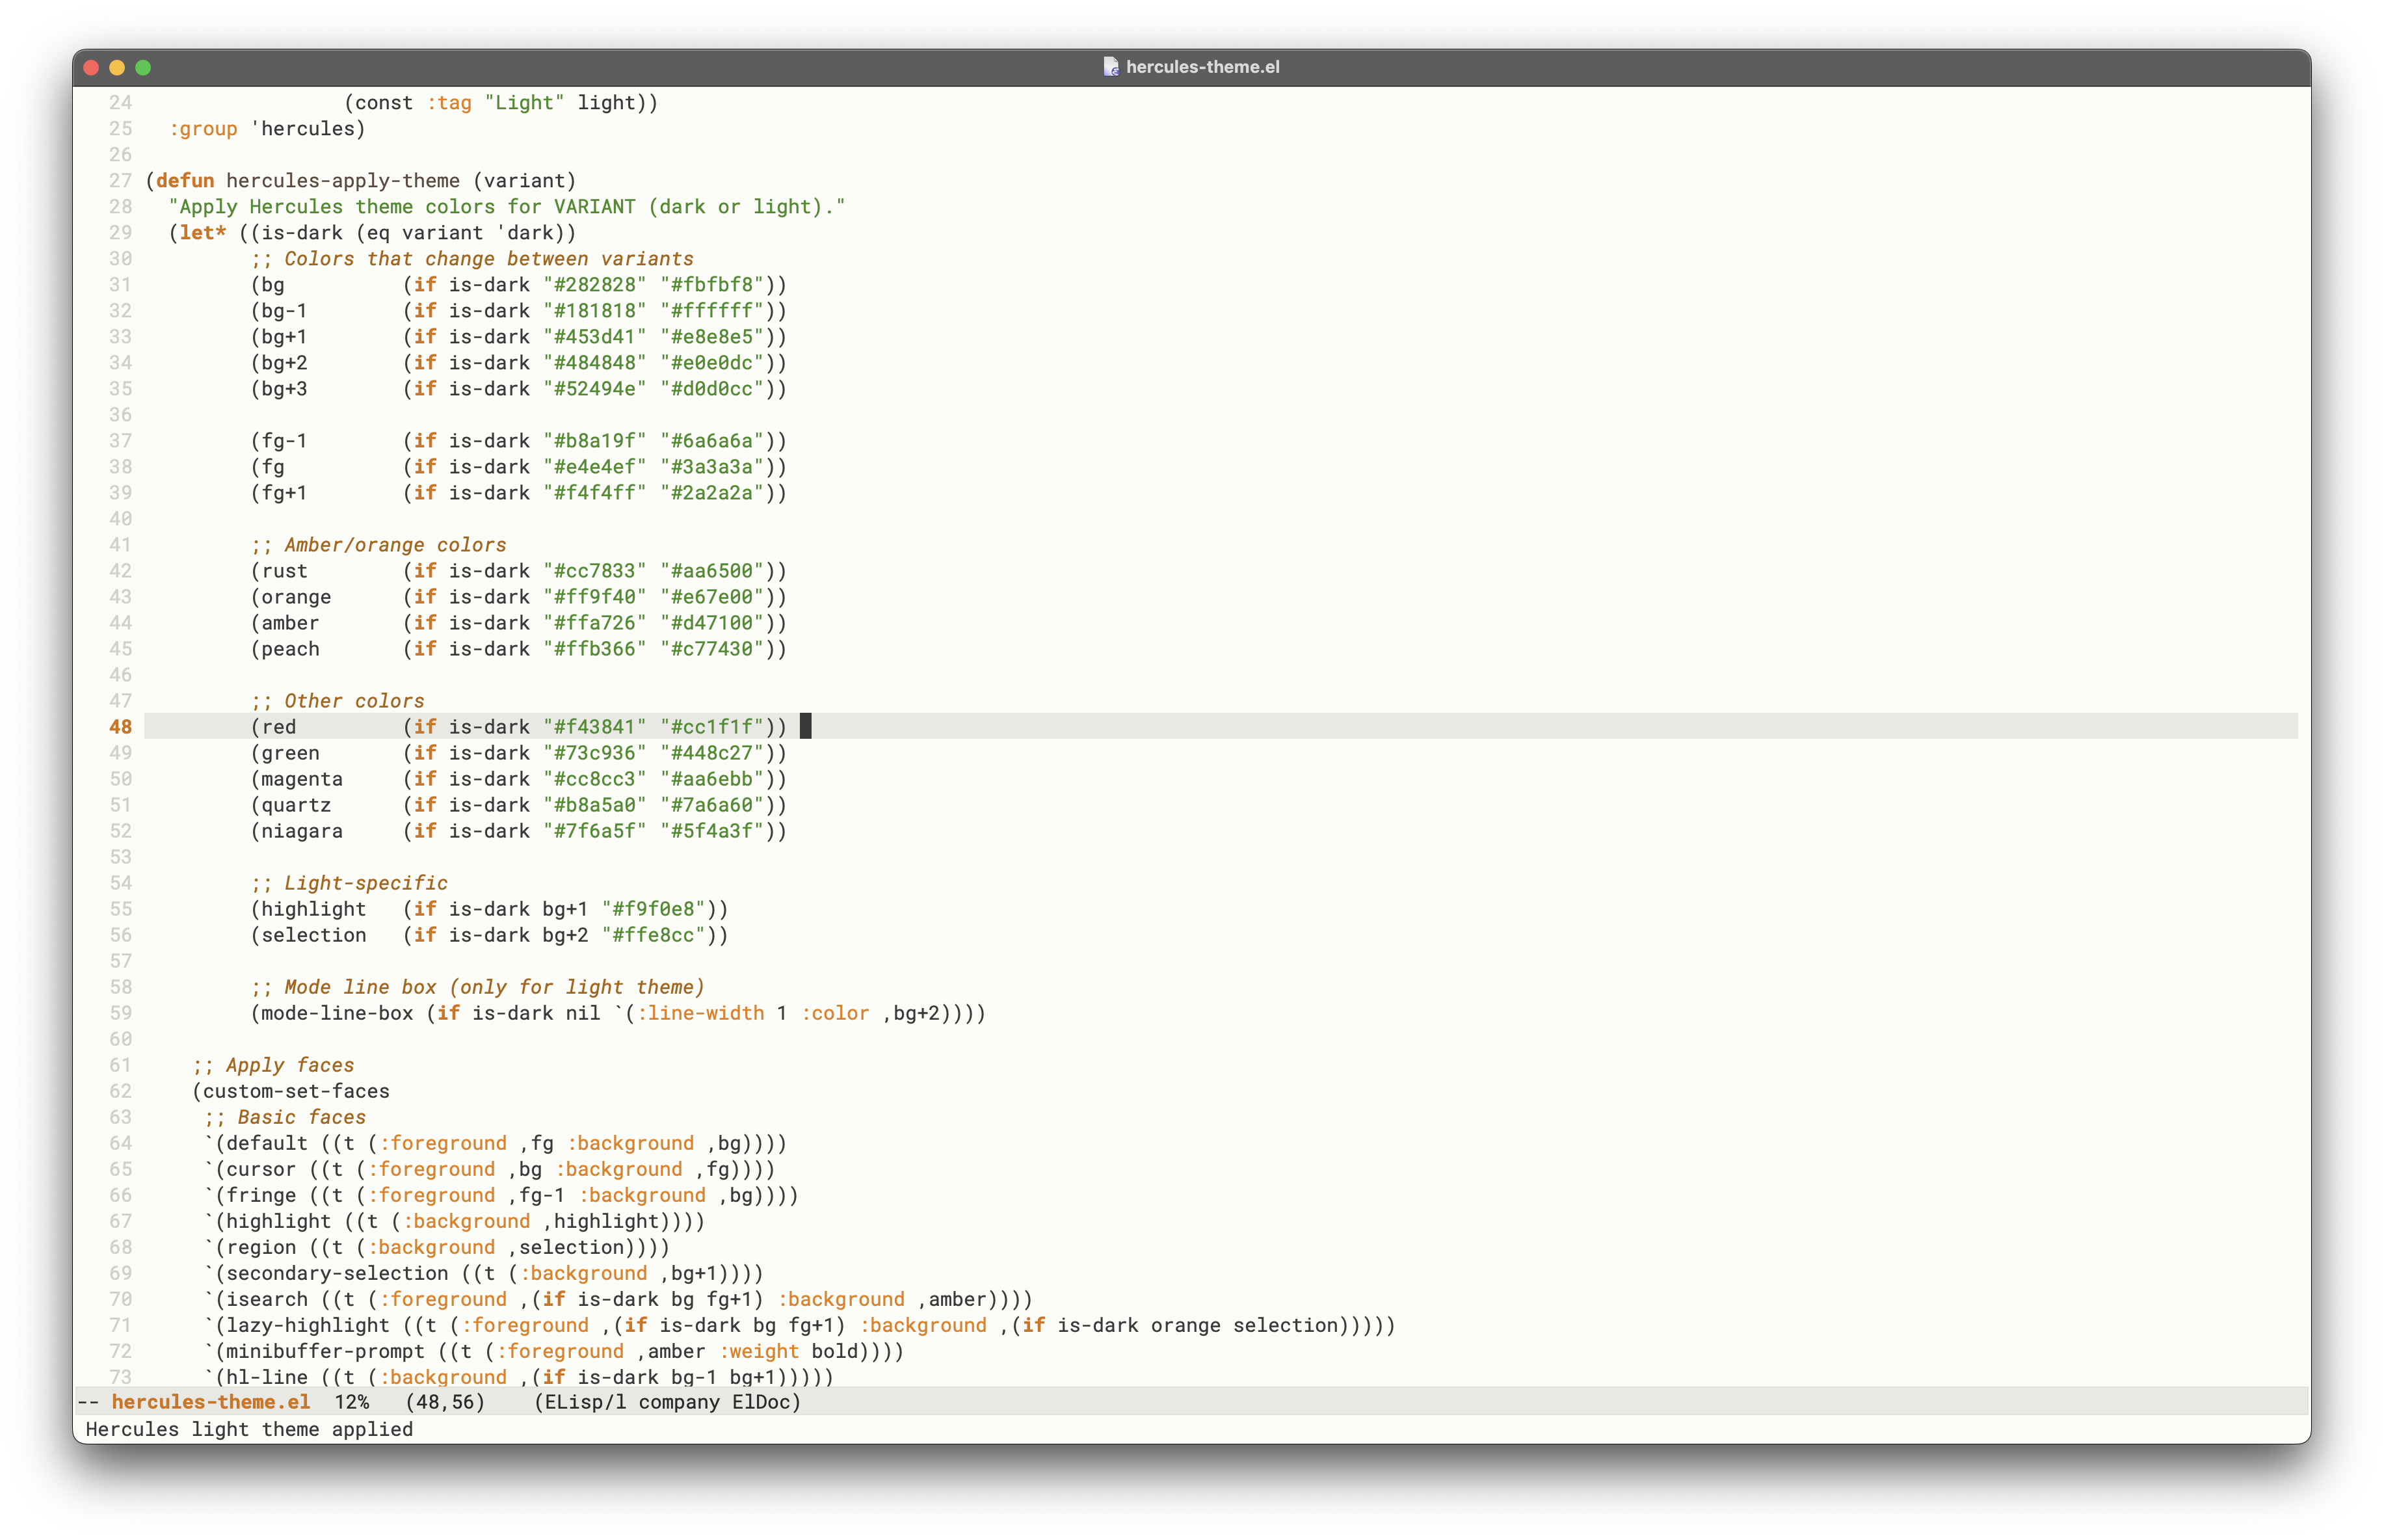 hercules-theme.el
24                  (const :tag "Light" light))
25   :group 'hercules)
26
27 (defun hercules-apply-theme (variant)
28   "Apply Hercules theme colors for VARIANT (dark or light)."
29   (let* ((is-dark (eq variant 'dark))
30          ;; Colors that change between variants
31          (bg          (if is-dark "#282828" "#fbfbf8"))
32          (bg-1        (if is-dark "#181818" "#ffffff"))
33          (bg+1        (if is-dark "#453d41" "#e8e8e5"))
34          (bg+2        (if is-dark "#484848" "#e0e0dc"))
35          (bg+3        (if is-dark "#52494e" "#d0d0cc"))
36
37          (fg-1        (if is-dark "#b8a19f" "#6a6a6a"))
38          (fg          (if is-dark "#e4e4ef" "#3a3a3a"))
39          (fg+1        (if is-dark "#f4f4ff" "#2a2a2a"))
40
41          ;; Amber/orange colors
42          (rust        (if is-dark "#cc7833" "#aa6500"))
43          (orange      (if is-dark "#ff9f40" "#e67e00"))
44          (amber       (if is-dark "#ffa726" "#d47100"))
45          (peach       (if is-dark "#ffb366" "#c77430"))
46
47          ;; Other colors
48          (red         (if is-dark "#f43841" "#cc1f1f"))
49          (green       (if is-dark "#73c936" "#448c27"))
50          (magenta     (if is-dark "#cc8cc3" "#aa6ebb"))
51          (quartz      (if is-dark "#b8a5a0" "#7a6a60"))
52          (niagara     (if is-dark "#7f6a5f" "#5f4a3f"))
53
54          ;; Light-specific
55          (highlight   (if is-dark bg+1 "#f9f0e8"))
56          (selection   (if is-dark bg+2 "#ffe8cc"))
57
58          ;; Mode line box (only for light theme)
59          (mode-line-box (if is-dark nil `(:line-width 1 :color ,bg+2))))
60
61     ;; Apply faces
62     (custom-set-faces
63      ;; Basic faces
64      `(default ((t (:foreground ,fg :background ,bg))))
65      `(cursor ((t (:foreground ,bg :background ,fg))))
66      `(fringe ((t (:foreground ,fg-1 :background ,bg))))
67      `(highlight ((t (:background ,highlight))))
68      `(region ((t (:background ,selection))))
69      `(secondary-selection ((t (:background ,bg+1))))
70      `(isearch ((t (:foreground ,(if is-dark bg fg+1) :background ,amber))))
71      `(lazy-highlight ((t (:foreground ,(if is-dark bg fg+1) :background ,(if is-dark orange selection)))))
72      `(minibuffer-prompt ((t (:foreground ,amber :weight bold))))
73      `(hl-line ((t (:background ,(if is-dark bg-1 bg+1)))))
-- hercules-theme.el  12%   (48,56)    (ELisp/l company ElDoc)
Hercules light theme applied